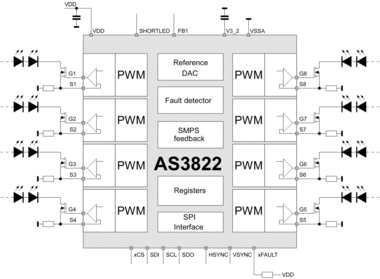 VDD
VDD SHORTLED FB1 V3_2 VSSA
PWM Reference DAC PWM
G1 G8
S1 S8
Fault detector
G2 PWM PWM G7
S2 S7
SMPS feedback
G3 PWM PWM G6
S3 AS3822 S6
Registers
G4 PWM PWM G5
S4 S5
SPI Interface
xCS SDI SCL SDO HSYNC VSYNC xFAULT
VDD